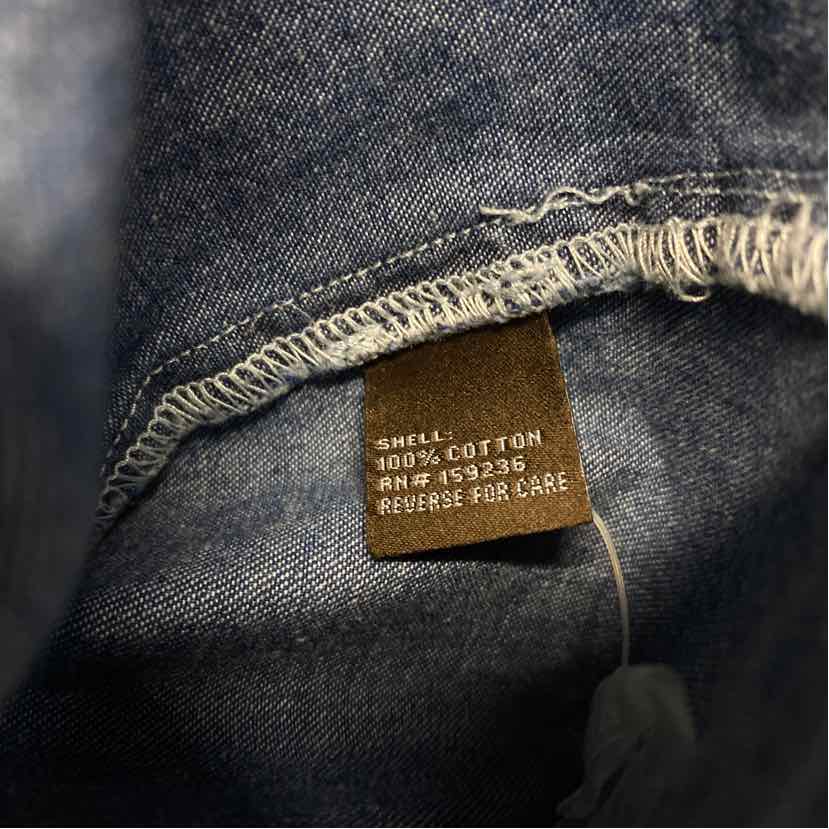 SHELL:
100% COTTON
RN# 159236
REVERSE FOR CARE